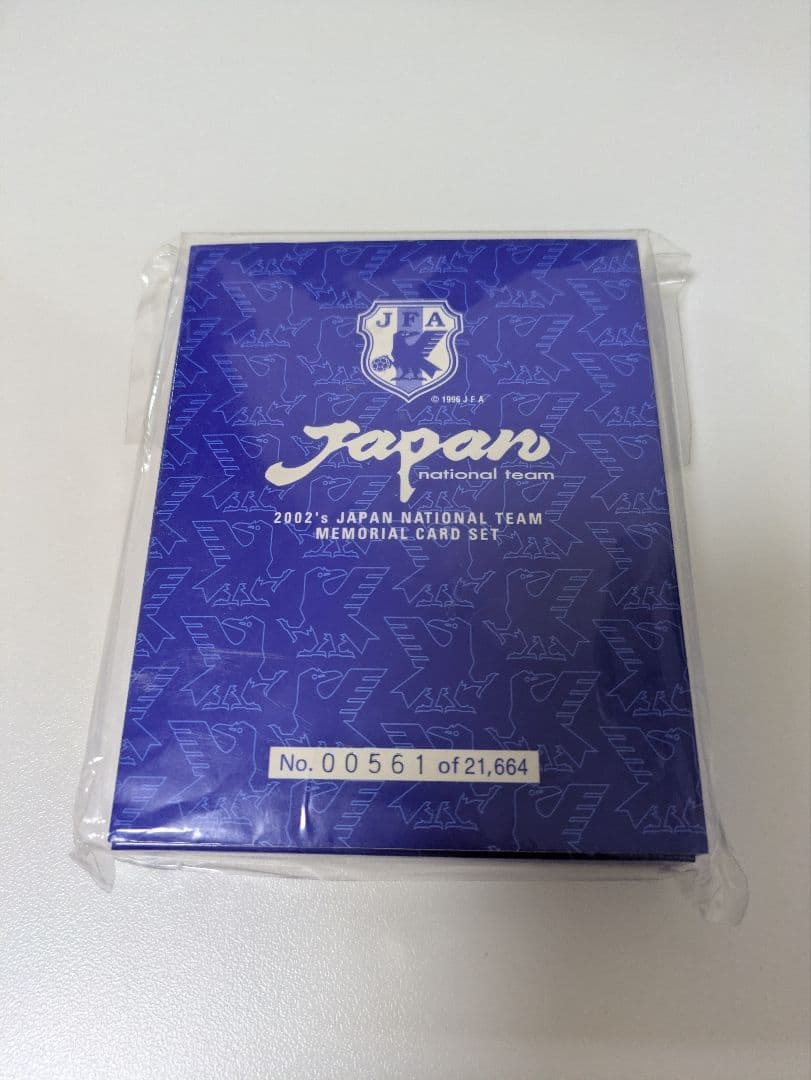 JFA
© 1996 J F A
Japan
national team
2002's JAPAN NATIONAL TEAM
MEMORIAL CARD SET
No. 00561 of 21,664